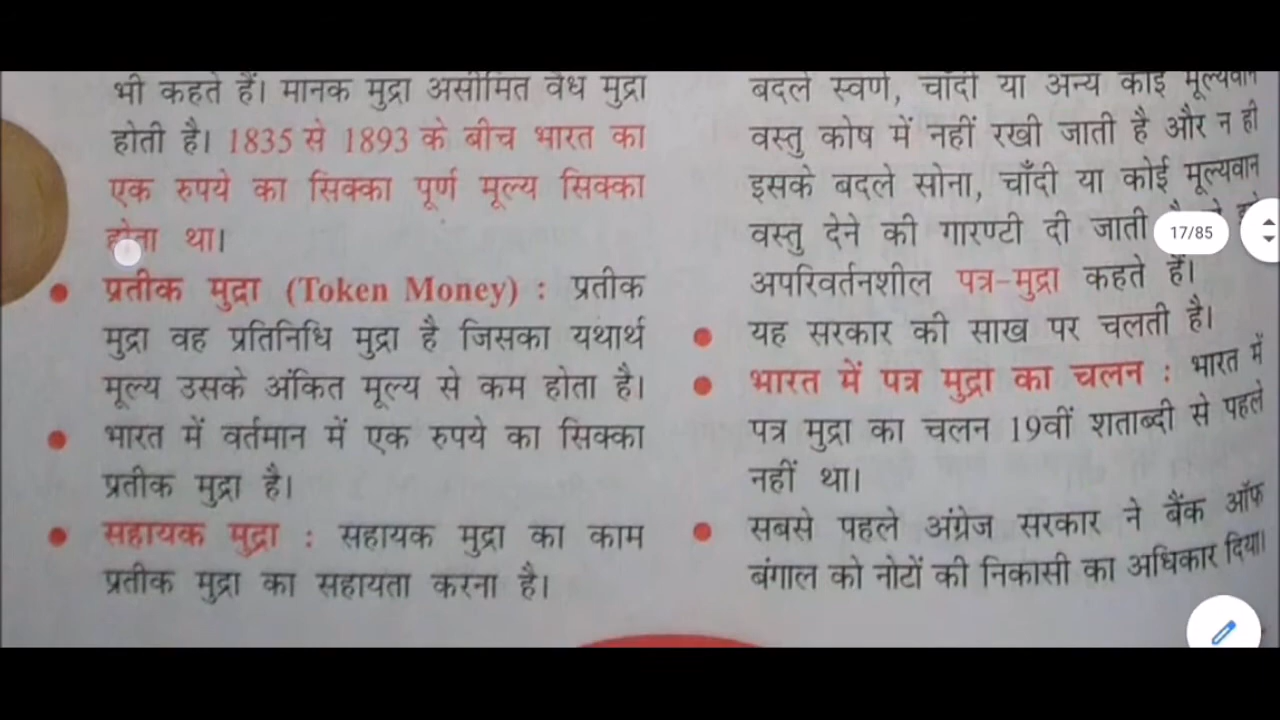 भी कहते हैं। मानक मुद्रा असीमित वैध मुद्रा
होती है। 1835 से 1893 के बीच भारत का
एक रुपये का सिक्का पूर्ण मूल्य सिक्का
होता था।
प्रतीक मुद्रा (Token Money) : प्रतीक
मुद्रा वह प्रतिनिधि मुद्रा है जिसका यथार्थ
मूल्य उसके अंकित मूल्य से कम होता है।
भारत में वर्तमान में एक रुपये का सिक्का
प्रतीक मुद्रा है।
सहायक मुद्रा : सहायक मुद्रा का काम
प्रतीक मुद्रा का सहायता करना है।
बदले स्वर्ण, चाँदी या अन्य कोई मूल्यवान
वस्तु कोष में नहीं रखी जाती है और न ही
इसके बदले सोना, चाँदी या कोई मूल्यवान
वस्तु देने की गारण्टी दी जाती
अपरिवर्तनशील पत्र-मुद्रा कहते हैं।
यह सरकार की साख पर चलती है।
भारत में पत्र मुद्रा का चलन : भारत में
पत्र मुद्रा का चलन 19वीं शताब्दी से पहले
नहीं था।
सबसे पहले अंग्रेज सरकार ने बैंक ऑफ
बंगाल को नोटों की निकासी का अधिकार दिया।
17/85